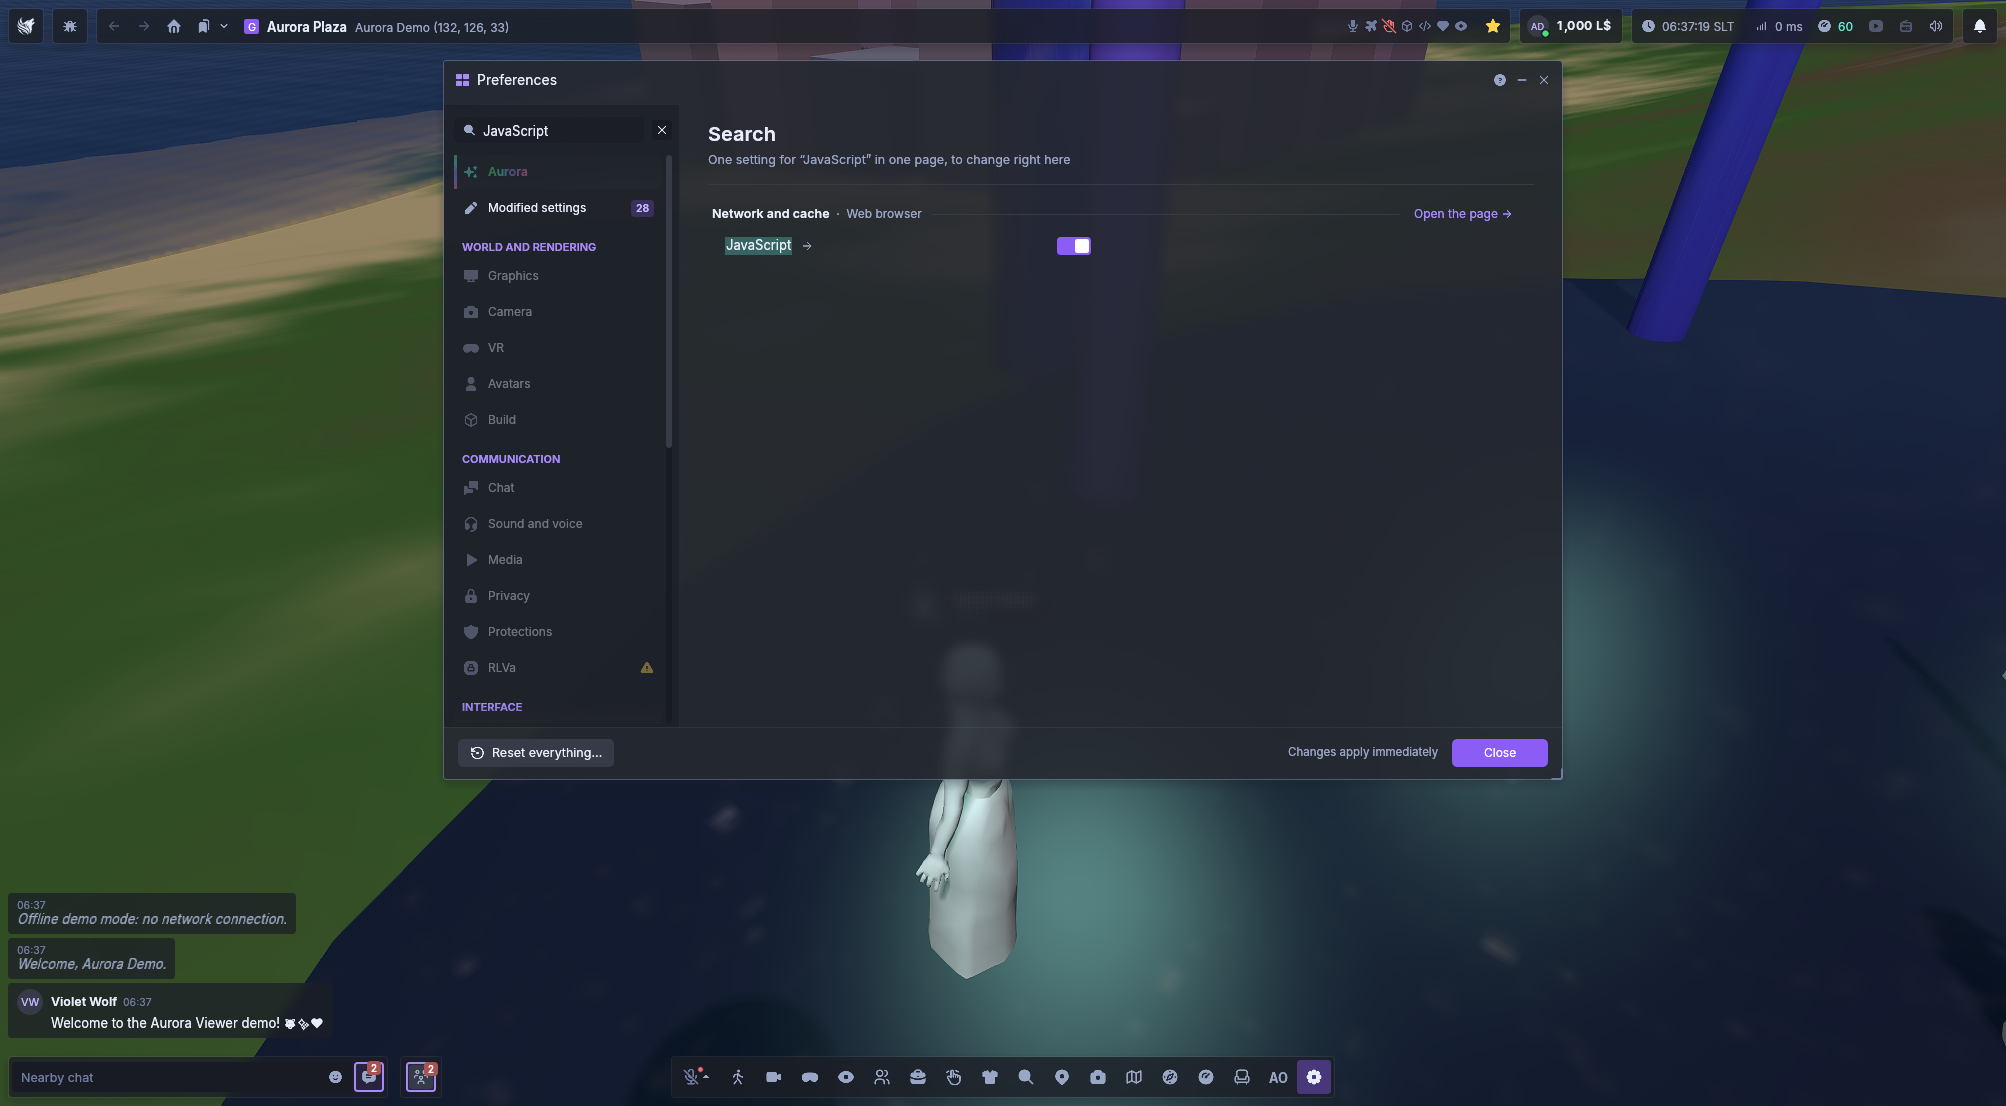 G Aurora Plaza Aurora Demo (132, 126, 33)
AD 1,000 L$ 06:37:19 SLT 0 ms 60
Preferences
JavaScript
Aurora
Modified settings 28
WORLD AND RENDERING
Graphics
Camera
VR
Avatars
Build
COMMUNICATION
Chat
Sound and voice
Media
Privacy
Protections
RLVa
INTERFACE
Search
One setting for “JavaScript” in one page, to change right here
Network and cache · Web browser Open the page →
JavaScript →
Reset everything...
Changes apply immediately Close
06:37
Offline demo mode: no network connection.
06:37
Welcome, Aurora Demo.
VW Violet Wolf 06:37
Welcome to the Aurora Viewer demo!
Nearby chat 2 2
AO